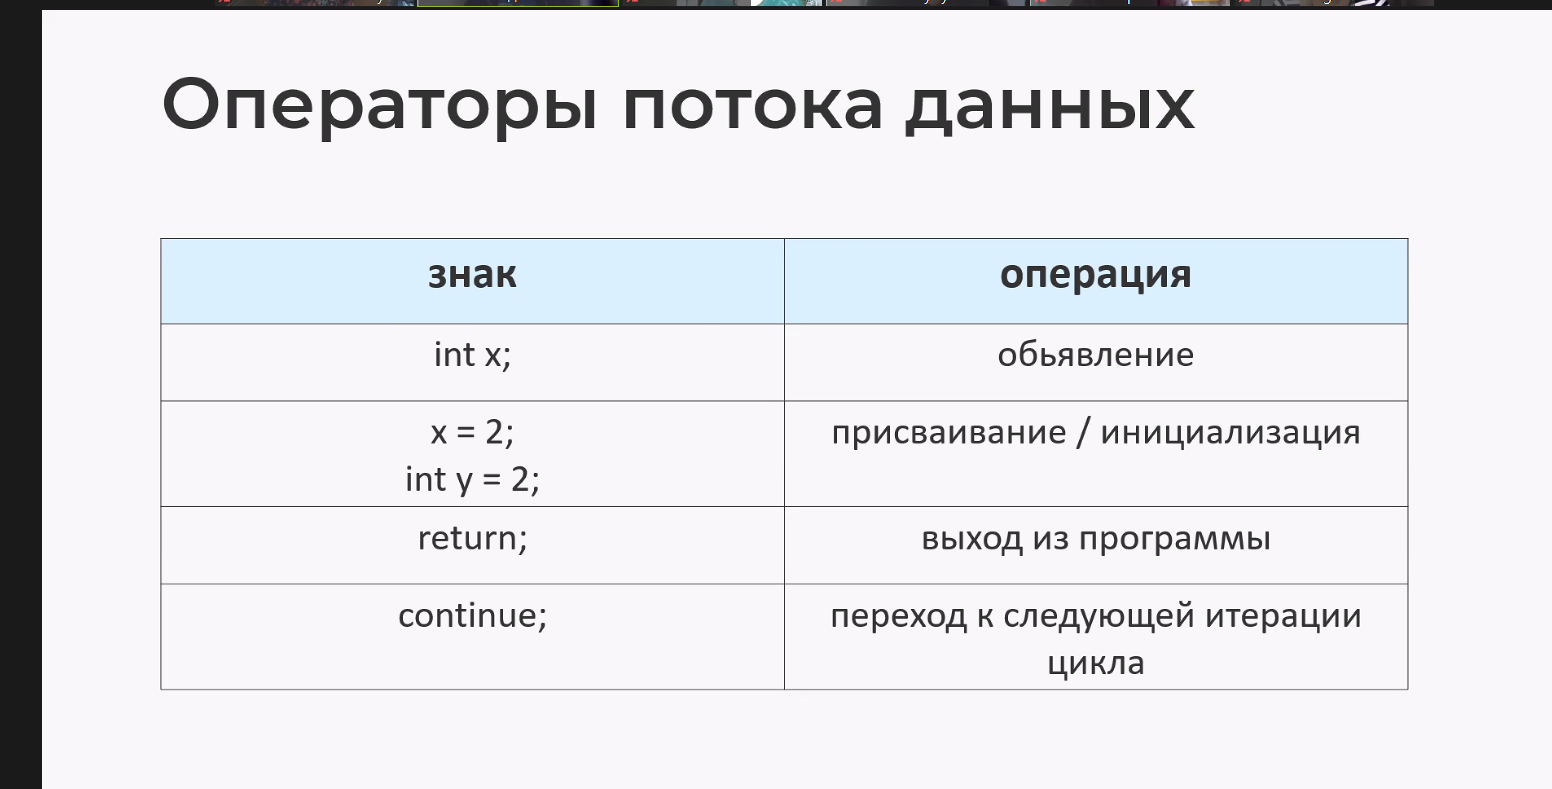 Операторы потока данных
знак
операция
int x;
обьявление
x = 2;
int y = 2;
присваивание / инициализация
return;
выход из программы
continue;
переход к следующей итерации
цикла